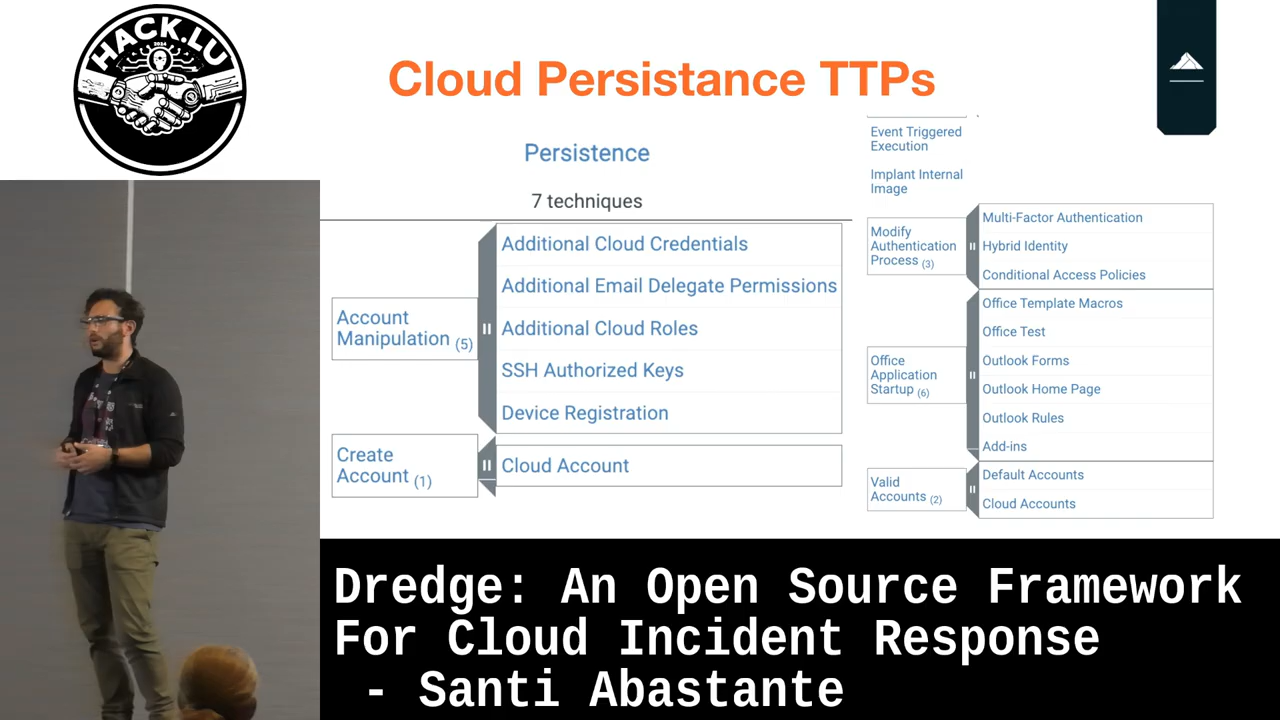 HACK.LU
2024
Cloud Persistance TTPs
Persistence
7 techniques
Account
Manipulation (5)
Additional Cloud Credentials
Additional Email Delegate Permissions
Additional Cloud Roles
SSH Authorized Keys
Device Registration
Create
Account (1)
Cloud Account
Event Triggered
Execution
Implant Internal
Image
Modify
Authentication
Process (3)
Multi-Factor Authentication
Hybrid Identity
Conditional Access Policies
Office
Application
Startup (6)
Office Template Macros
Office Test
Outlook Forms
Outlook Home Page
Outlook Rules
Add-ins
Valid
Accounts (2)
Default Accounts
Cloud Accounts
Dredge: An Open Source Framework
For Cloud Incident Response
- Santi Abastante